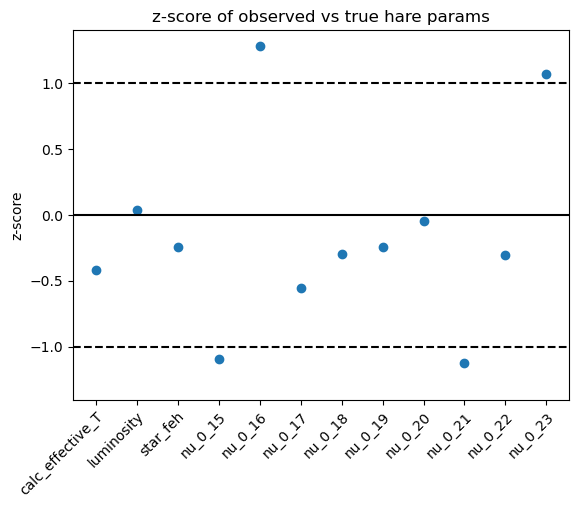 z-score of observed vs true hare params
z-score
1.0
0.5
0.0
−0.5
−1.0
calc_effective_T
luminosity
star_feh
nu_0_15
nu_0_16
nu_0_17
nu_0_18
nu_0_19
nu_0_20
nu_0_21
nu_0_22
nu_0_23